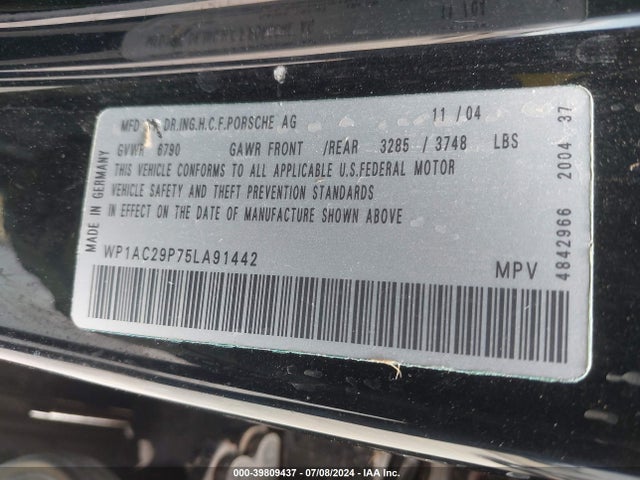 MFD BY DR.ING.H.C.F.PORSCHE AG 11 / 04
GVWR 6790 GAWR FRONT /REAR 3285 / 3748 LBS
THIS VEHICLE CONFORMS TO ALL APPLICABLE U.S.FEDERAL MOTOR
VEHICLE SAFETY AND THEFT PREVENTION STANDARDS
IN EFFECT ON THE DATE OF MANUFACTURE SHOWN ABOVE
WP1AC29P75LA91442 MPV
MADE IN GERMANY
4842966 2004 37
000-39809437 - 07/08/2024 - IAA Inc.